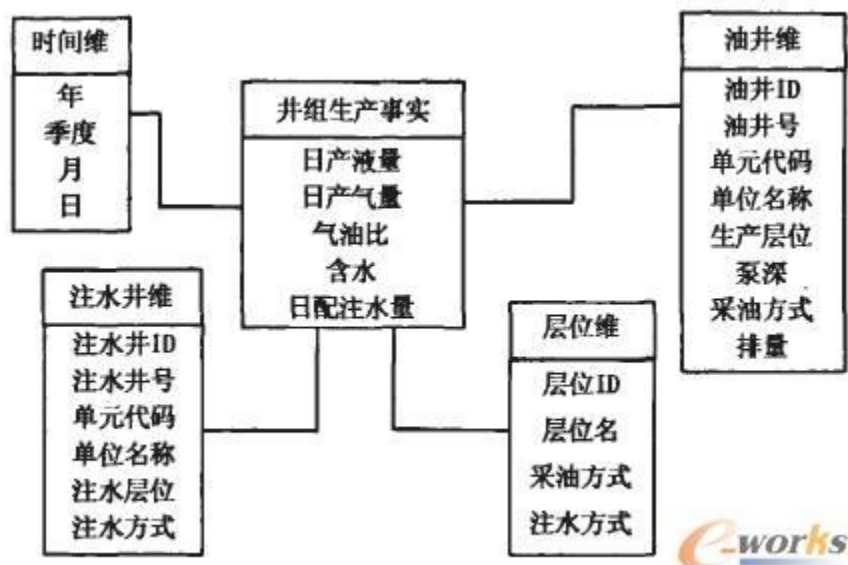 时间维
年
季度
月
日
井组生产事实
日产液量
日产气量
气油比
含水
日配注水量
油井维
油井ID
油井号
单元代码
单位名称
生产层位
泵深
采油方式
排量
注水井维
注水井ID
注水井号
单元代码
单位名称
注水层位
注水方式
层位维
层位ID
层位名
采油方式
注水方式
e-works